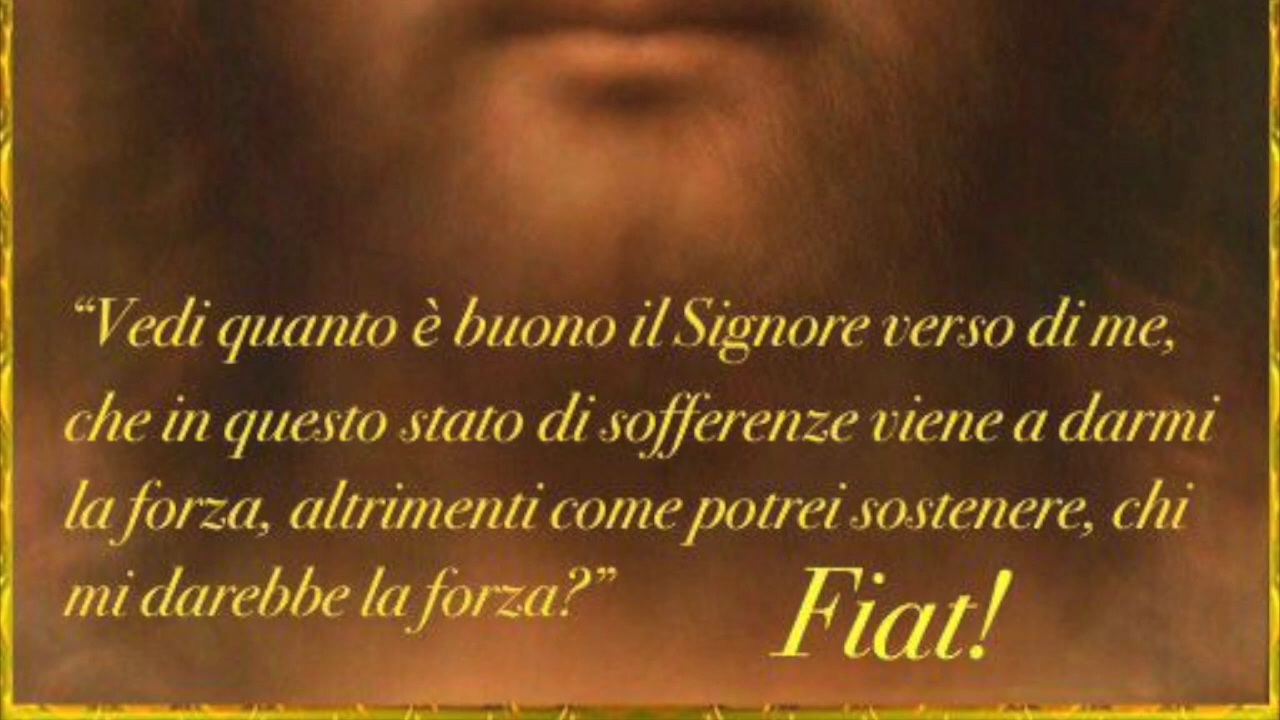 “Vedi quanto è buono il Signore verso di me,
che in questo stato di sofferenze viene a darmi
la forza, altrimenti come potrei sostenere, chi
mi darebbe la forza?”
Fiat!